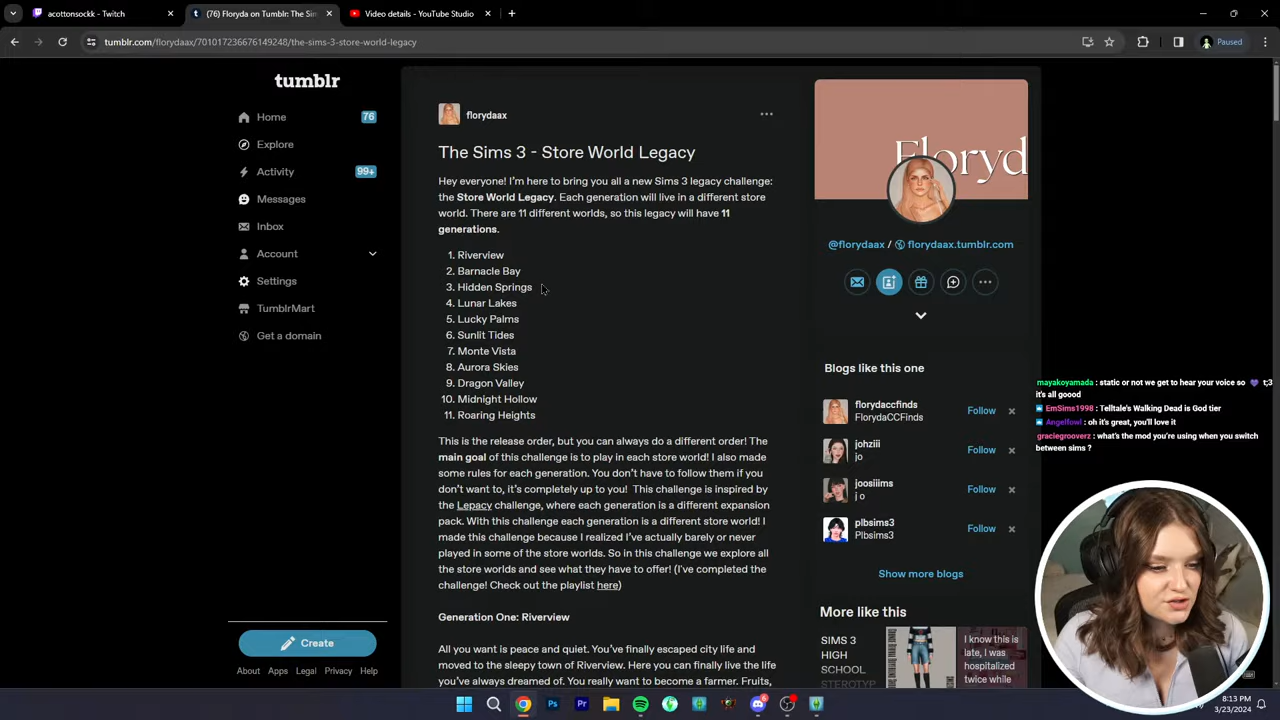 acottonsockk - Twitch
(76) Floryda on Tumblr: The Sim
Video details - YouTube Studio
tumblr.com/florydaax/701017236676149248/the-sims-3-store-world-legacy
Paused
tumblr
Home 76
Explore
Activity 99+
Messages
Inbox
Account
Settings
TumblrMart
Get a domain
Create
About Apps Legal Privacy Help
florydaax
The Sims 3 - Store World Legacy
Hey everyone! I'm here to bring you all a new Sims 3 legacy challenge:
the Store World Legacy. Each generation will live in a different store
world. There are 11 different worlds, so this legacy will have 11
generations.
1. Riverview
2. Barnacle Bay
3. Hidden Springs
4. Lunar Lakes
5. Lucky Palms
6. Sunlit Tides
7. Monte Vista
8. Aurora Skies
9. Dragon Valley
10. Midnight Hollow
11. Roaring Heights
This is the release order, but you can always do a different order! The
main goal of this challenge is to play in each store world! I also made
some rules for each generation. You don't have to follow them if you
don't want to, it's completely up to you! This challenge is inspired by
the Lepacy challenge, where each generation is a different expansion
pack. With this challenge each generation is a different store world! I
made this challenge because I realized I've actually barely or never
played in some of the store worlds. So in this challenge we explore all
the store worlds and see what they have to offer! (I've completed the
challenge! Check out the playlist here)
Generation One: Riverview
All you want is peace and quiet. You've finally escaped city life and
moved to the sleepy town of Riverview. Here you can finally live the life
you've always dreamed of. You really want to become a farmer. Fruits,
Floryd
@florydaax / florydaax.tumblr.com
Blogs like this one
florydaccfinds
FlorydaCCFinds
Follow
johziii
jo
Follow
joosiiims
j o
Follow
plbsims3
Plbsims3
Follow
Show more blogs
More like this
SIMS 3
HIGH
SCHOOL
STEROTYP
I know this is
late, I was
hospitalized
twice while
mayakoyamada : static or not we get to hear your voice so 💜 t;3
it's all goood
EmSims1998 : Telltale's Walking Dead is God tier
Angelfowl : oh it's great, you'll love it
graciegrooverz : what's the mod you're using when you switch
between sims ?
8:13 PM
3/23/2024